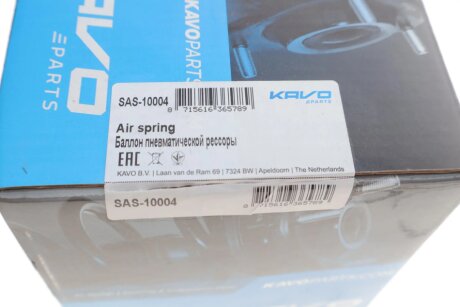 KAVO
PARTS
KAVOPARTS
SAS-10004
8 715616 365789
KAVO
PARTS
Air spring
Баллон пневматической рессоры
EAC
KAVO B.V. | Laan van de Ram 69 | 7324 BW | Apeldoorn | The Netherlands
SAS-10004
8 715616 365789
KAVOPARTS